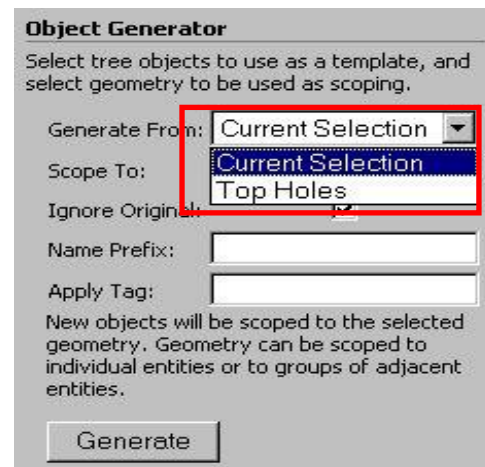 Object Generator
Select tree objects to use as a template, and
select geometry to be used as scoping.
Generate From: Current Selection
Current Selection
Scope To:
Top Holes
Ignore Original:
Name Prefix:
Apply Tag:
New objects will be scoped to the selected
geometry. Geometry can be scoped to
individual entities or to groups of adjacent
entities.
Generate